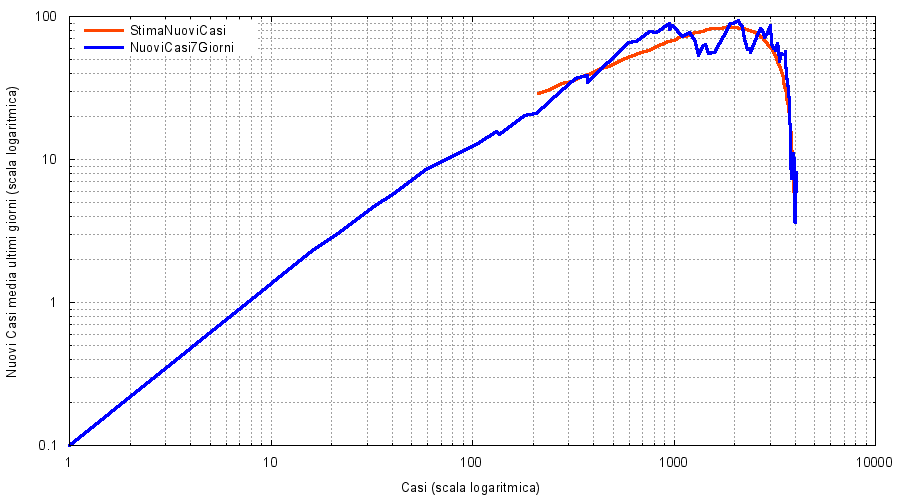 StimaNuoviCasi
NuoviCasi7Giorni
Nuovi Casi media ultimi giorni (scala logaritmica)
100
10
1
0.1
1 10 100 1000 10000
Casi (scala logaritmica)